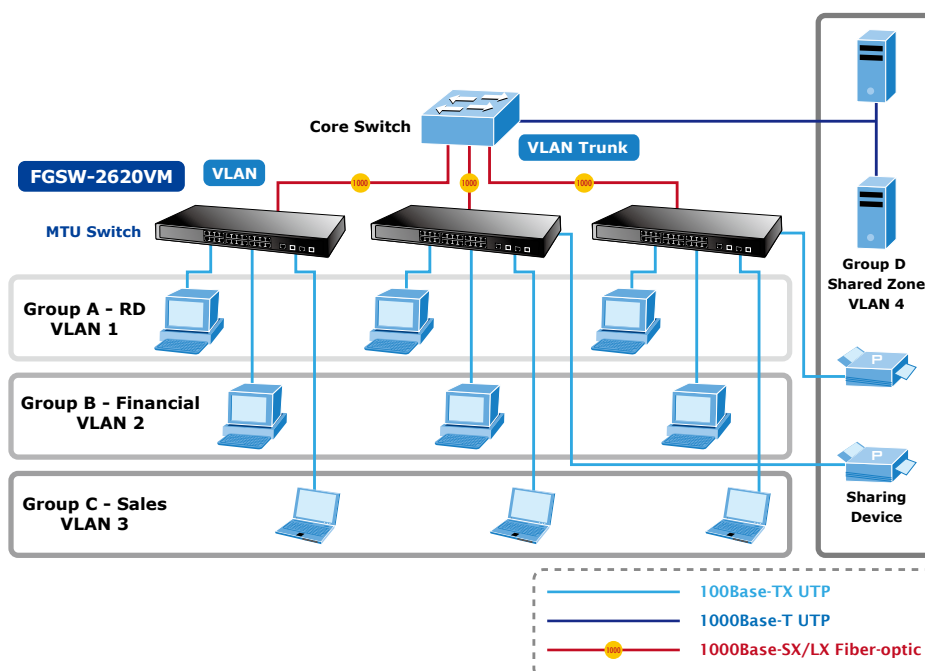 Core Switch
VLAN Trunk
FGSW-2620VM
VLAN
1000
1000
1000
MTU Switch
Group D
Shared Zone
VLAN 4
Group A - RD
VLAN 1
P
Group B - Financial
VLAN 2
P
Group C - Sales
VLAN 3
Sharing
Device
100Base-TX UTP
1000Base-T UTP
1000
1000Base-SX/LX Fiber-optic